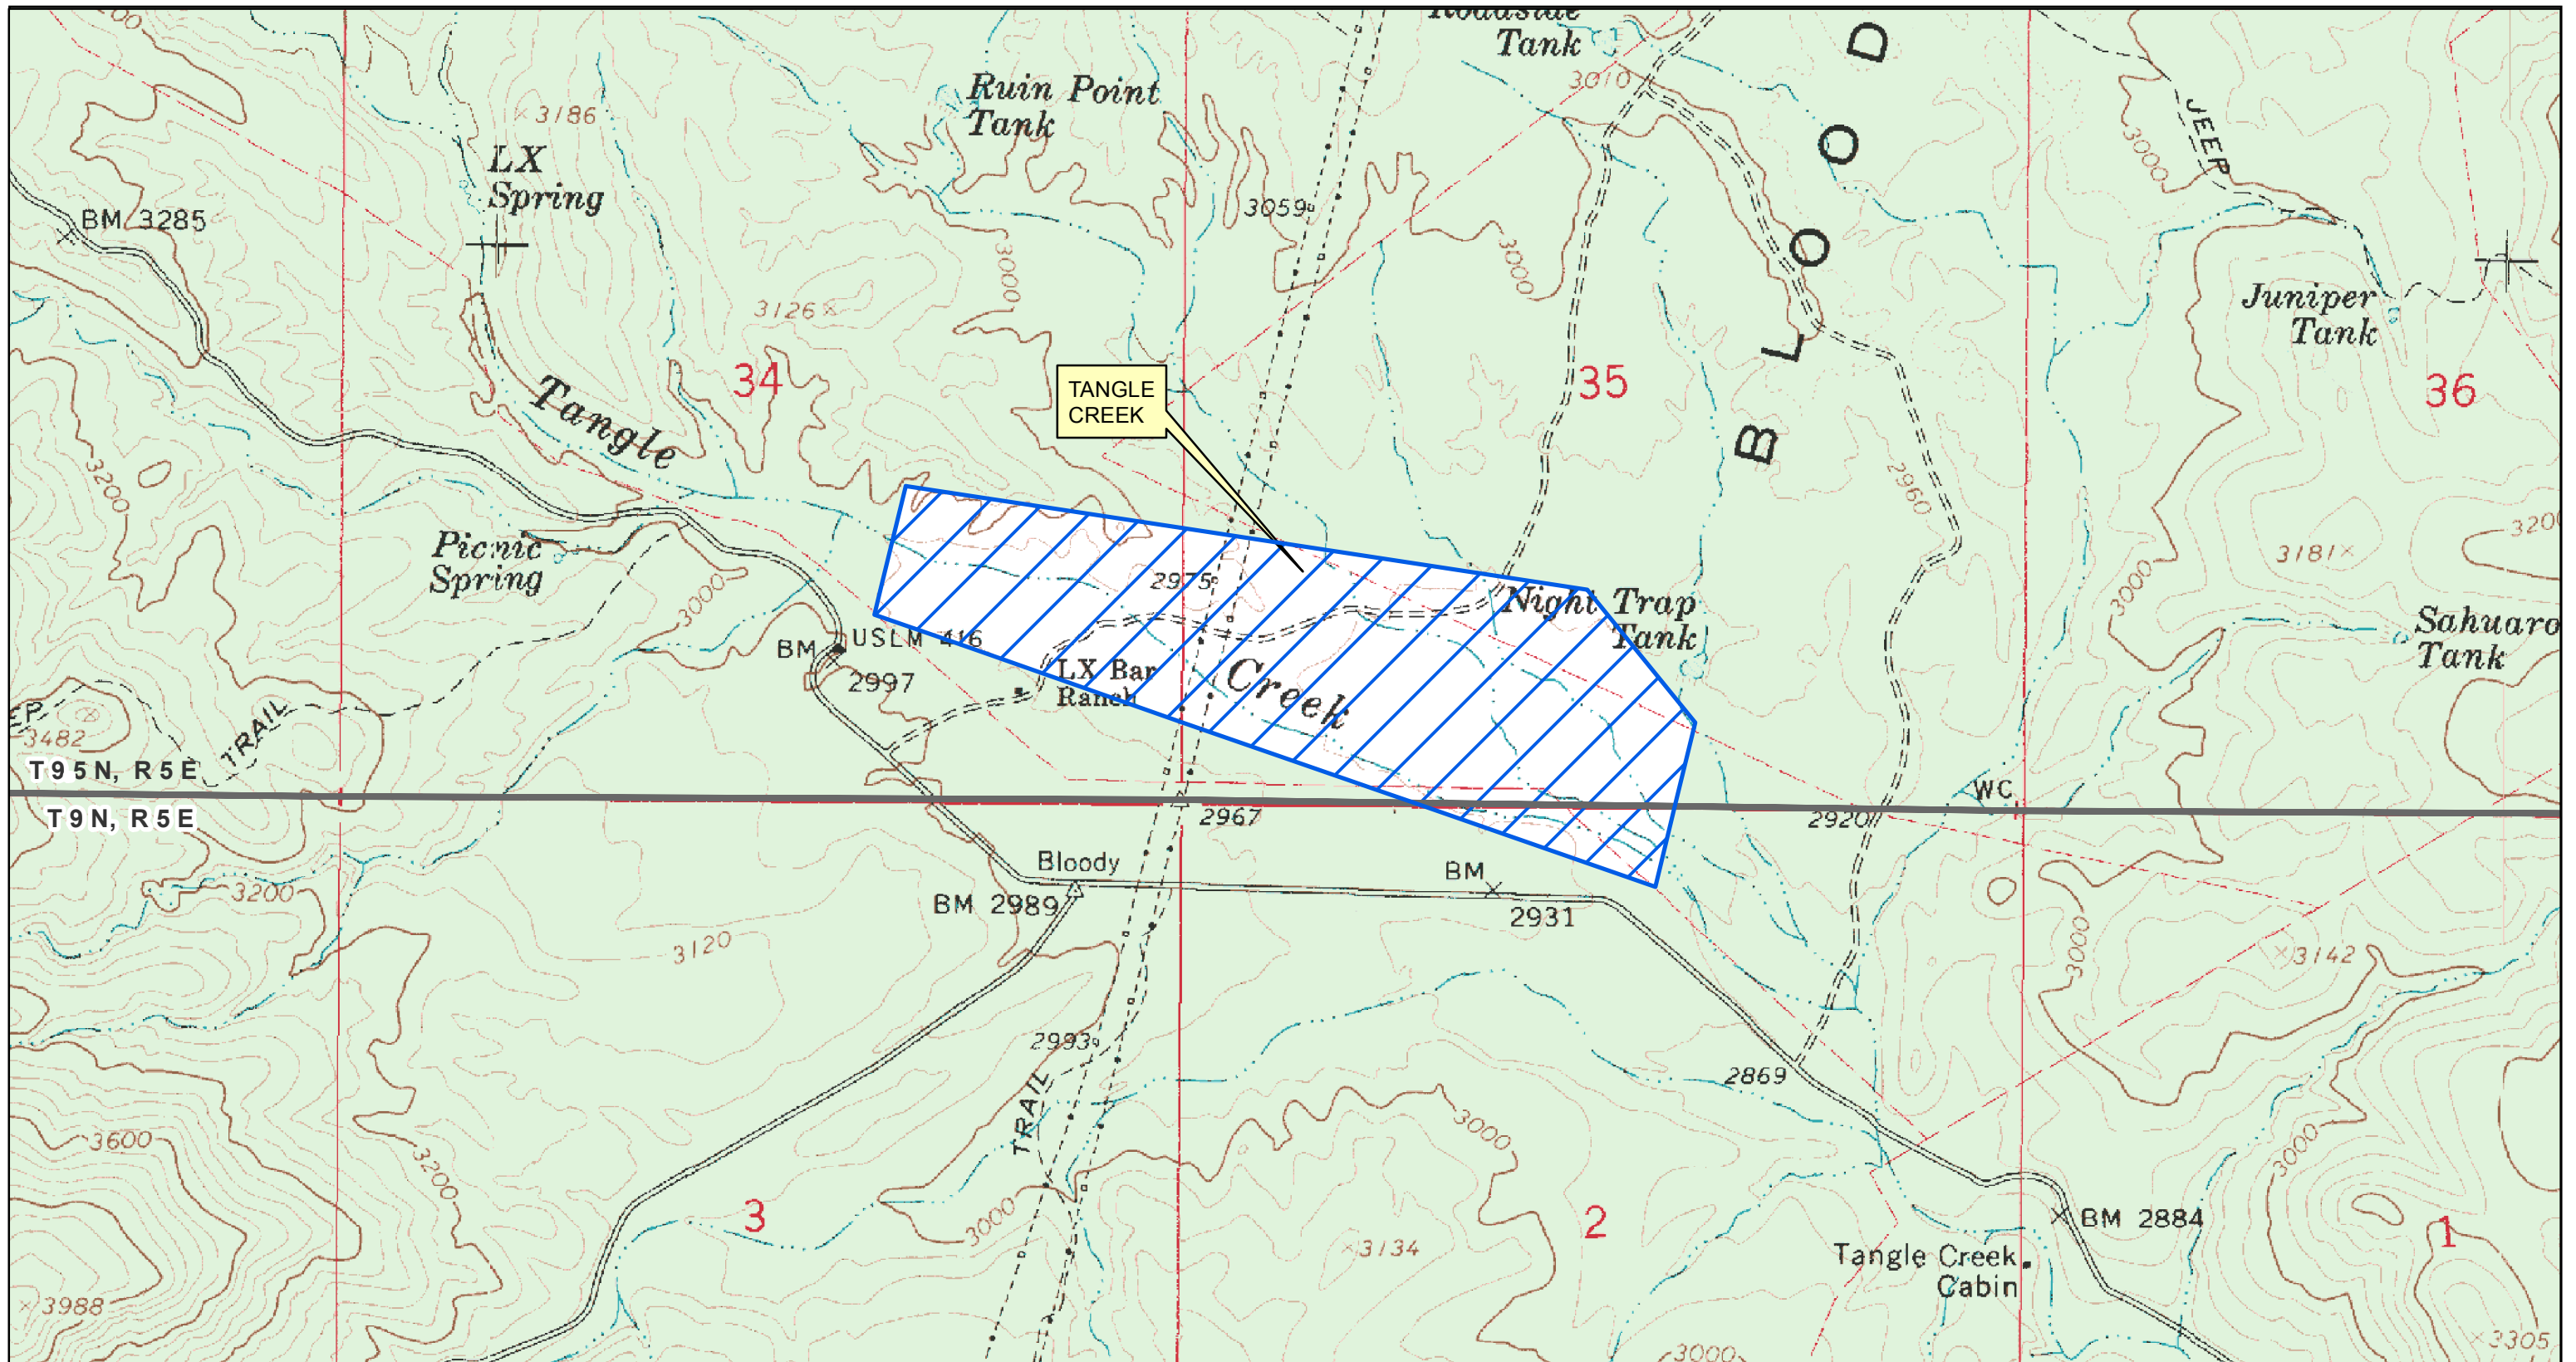 200
Roadside
Tank
D
Ruin Point
Tank
3010
JEEP
3186
O
LX
Spring
3000
BM 3285
3059
O
3000
3000
3126
Juniper
Tank
L
34
TANGLE
CREEK
35
36
Tangle
B
3200
2960
3200
Picnic
Spring
3181
2975
3000
Night Trap
Tank
3000
Sahuaro
Tank
BM
USLM 416
2997
LX Bar
Ranch
Creek
EP
3482
TRAIL
T 9 5 N, R 5 E
WC
T 9 N, R 5 E
2967
2920
Bloody
BM
3200
BM 2989
2931
3120
3000
3142
2993
2869
TRAIL
3000
3600
3200
3000
3
2
BM 2884
1
3000
3134
Tangle Creek
Cabin
3988
3000
3305